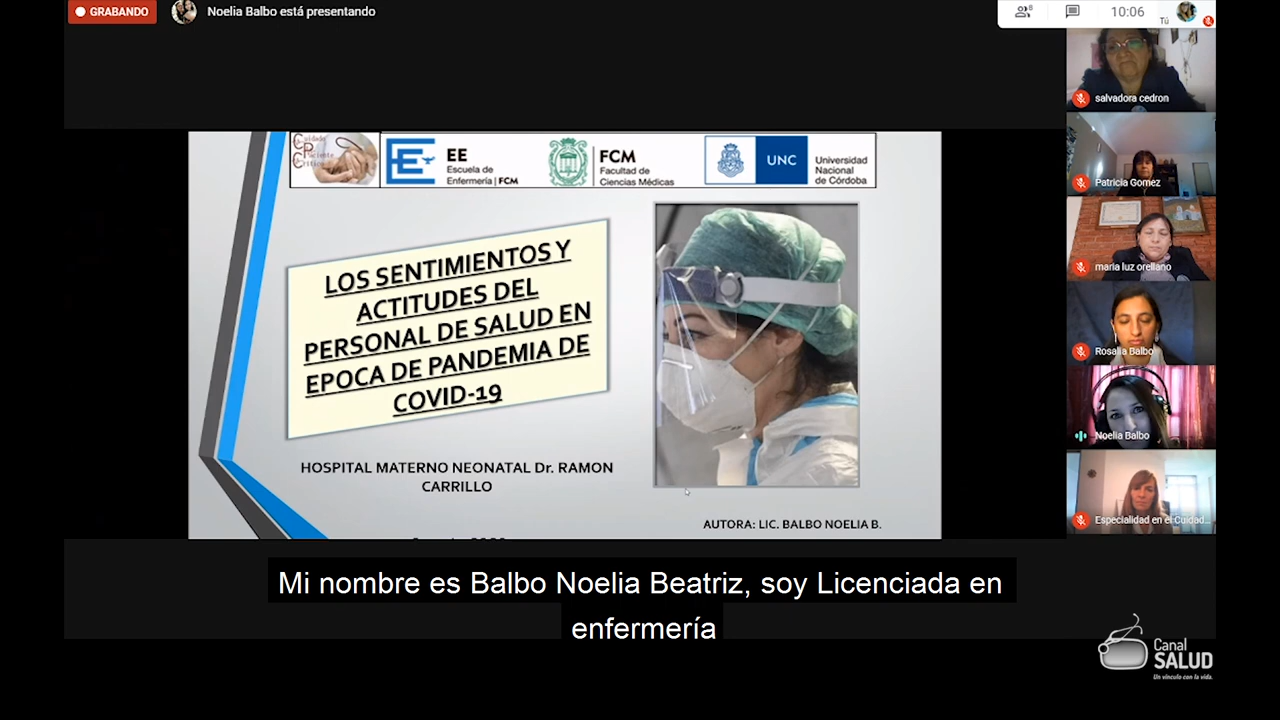 GRABANDO
Noelia Balbo está presentando
8
10:06
Tú
salvadora cedron
Patricia Gomez
maria luz orellano
Rosalia Balbo
Noelia Balbo
Especialidad en el Cuidad...
Cuidado
Paciente
Crítico
EE
Escuela de
Enfermería | FCM
FCM
Facultad de
Ciencias Médicas
UNC
Universidad
Nacional
de Córdoba
LOS SENTIMIENTOS Y
ACTITUDES DEL
PERSONAL DE SALUD EN
EPOCA DE PANDEMIA DE
COVID-19
HOSPITAL MATERNO NEONATAL Dr. RAMON
CARRILLO
AUTORA: LIC. BALBO NOELIA B.
Mi nombre es Balbo Noelia Beatriz, soy Licenciada en
enfermería
Canal
SALUD
Un vínculo con la vida.